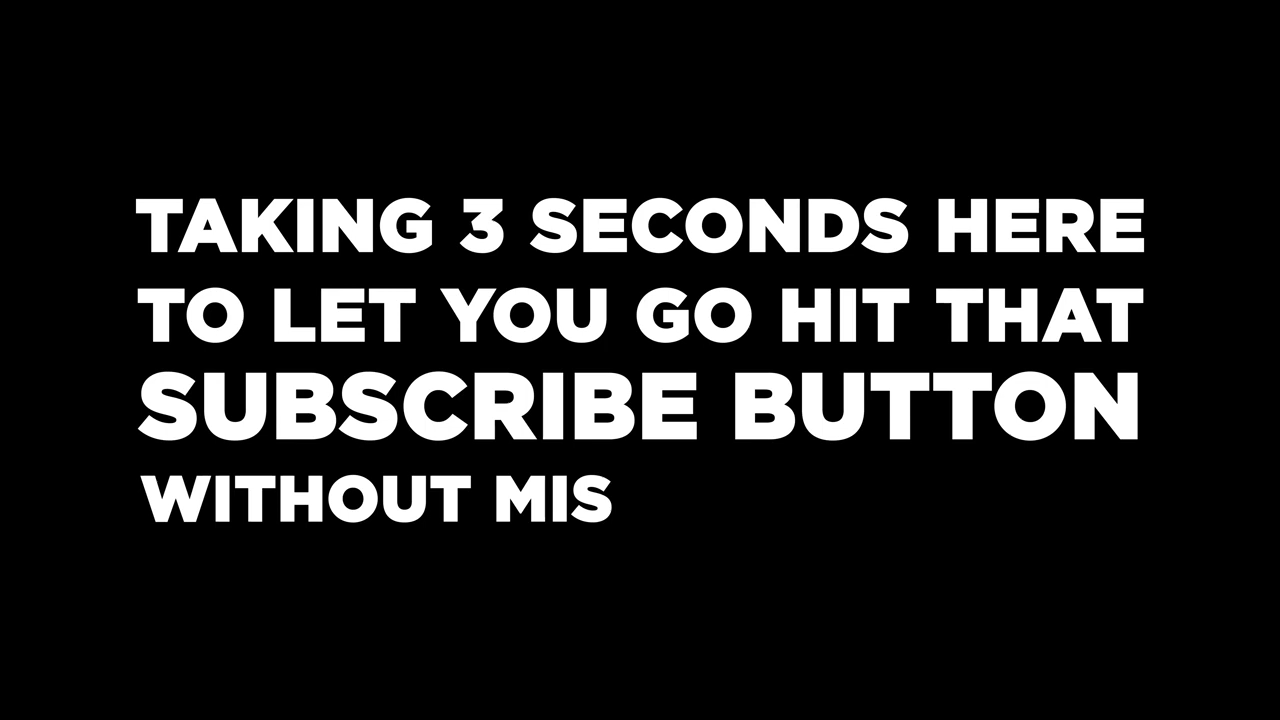 TAKING 3 SECONDS HERE
TO LET YOU GO HIT THAT
SUBSCRIBE BUTTON
WITHOUT MIS